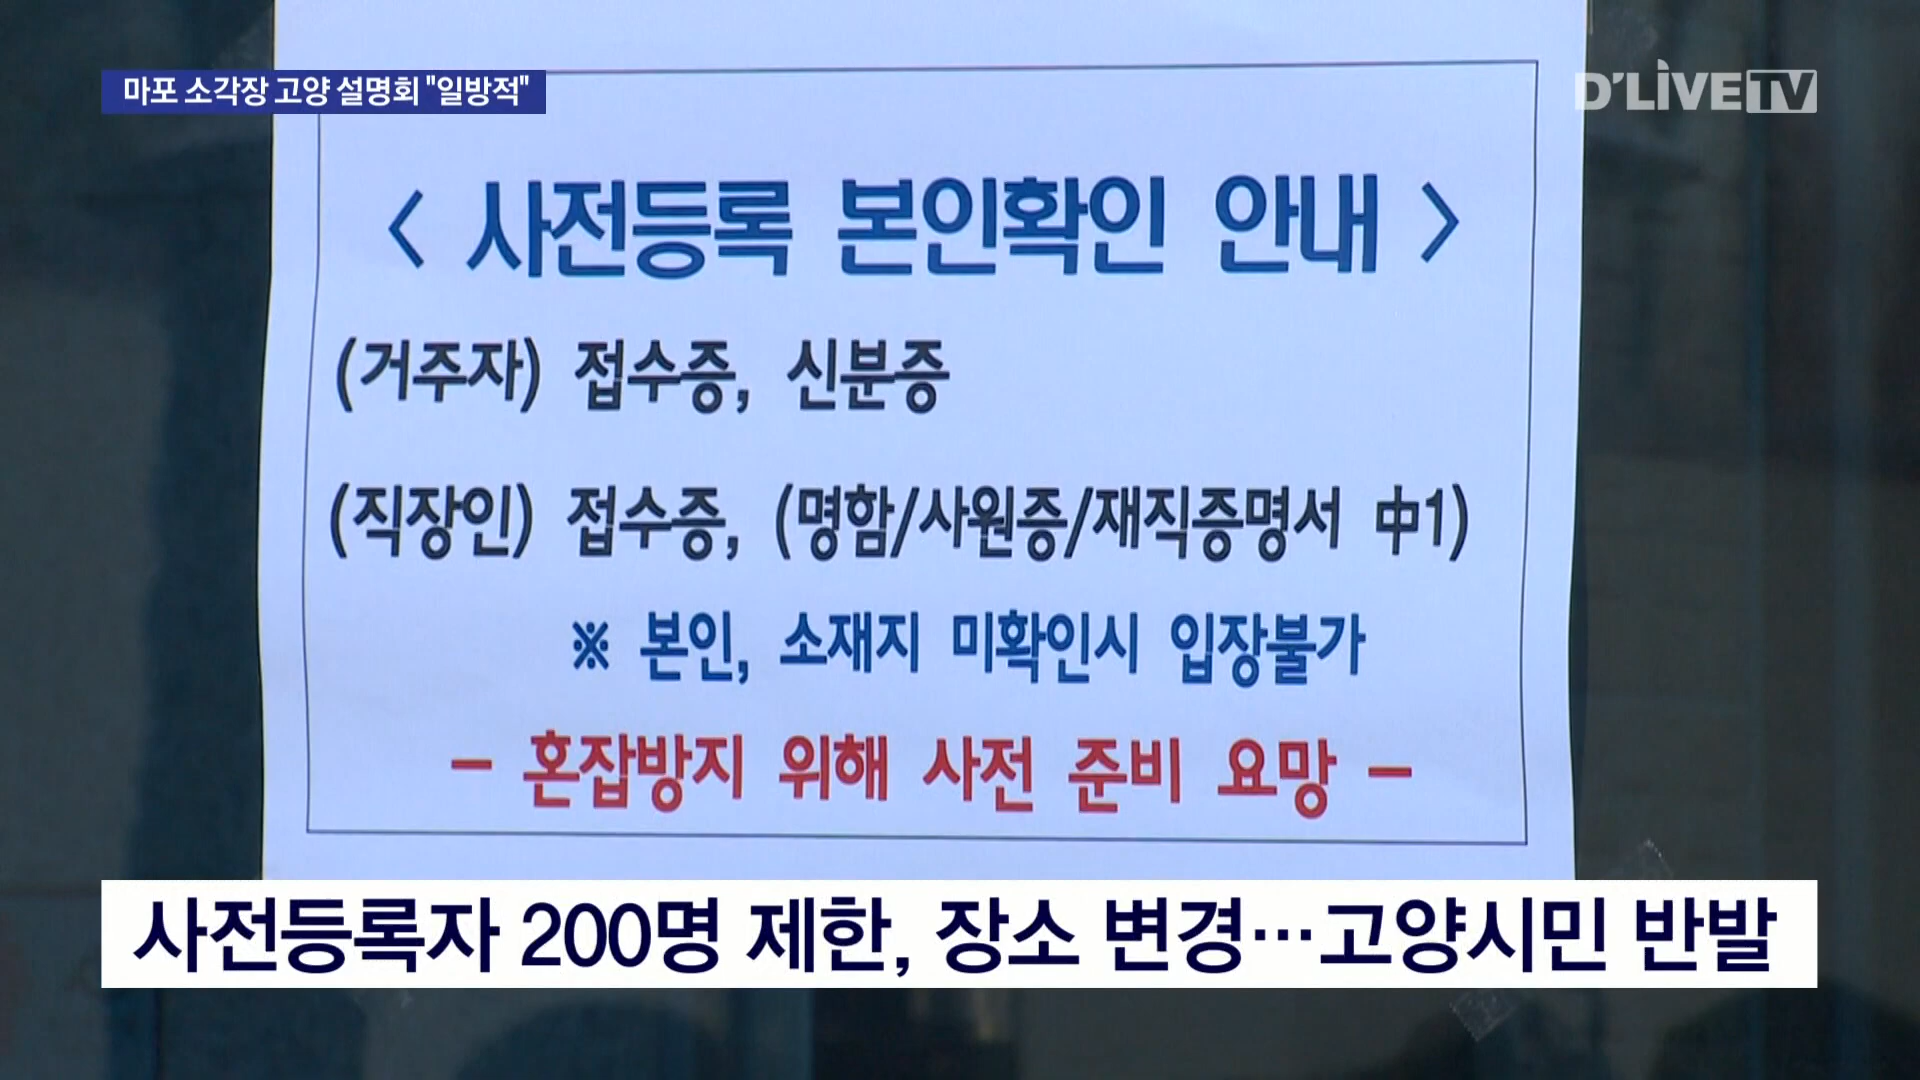 마포 소각장 고양 설명회 "일방적"
D'LIVETV
< 사전등록 본인확인 안내 >
(거주자) 접수증, 신분증
(직장인) 접수증, (명함/사원증/재직증명서 中1)
※ 본인, 소재지 미확인시 입장불가
- 혼잡방지 위해 사전 준비 요망 -
사전등록자 200명 제한, 장소 변경…고양시민 반발